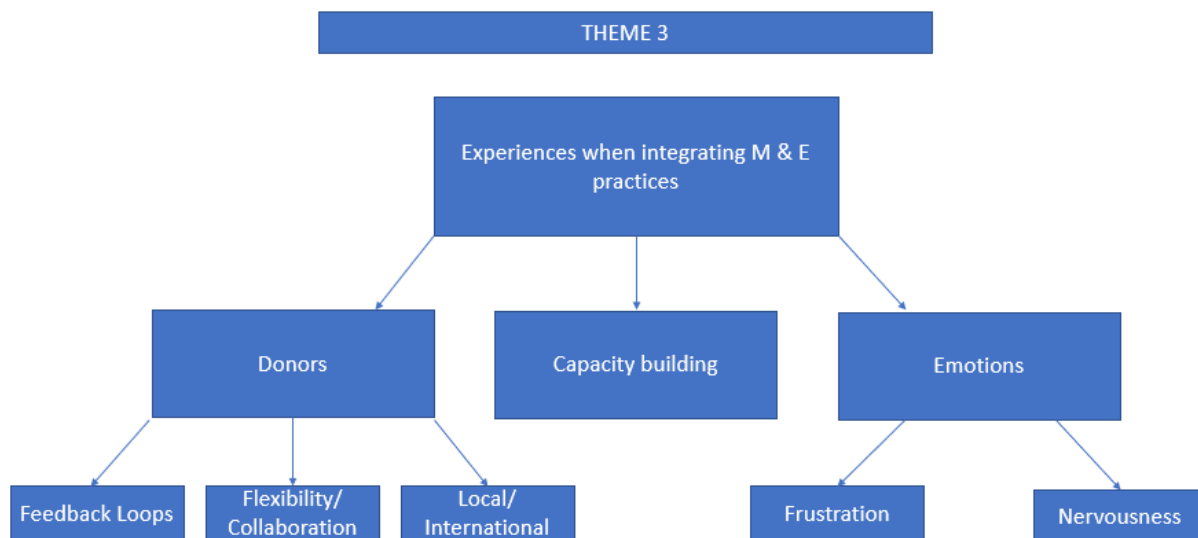 THEME 3
Experiences when integrating M & E
practices
Donors
Capacity building
Emotions
Feedback Loops
Flexibility/
Collaboration
Local/
International
Frustration
Nervousness